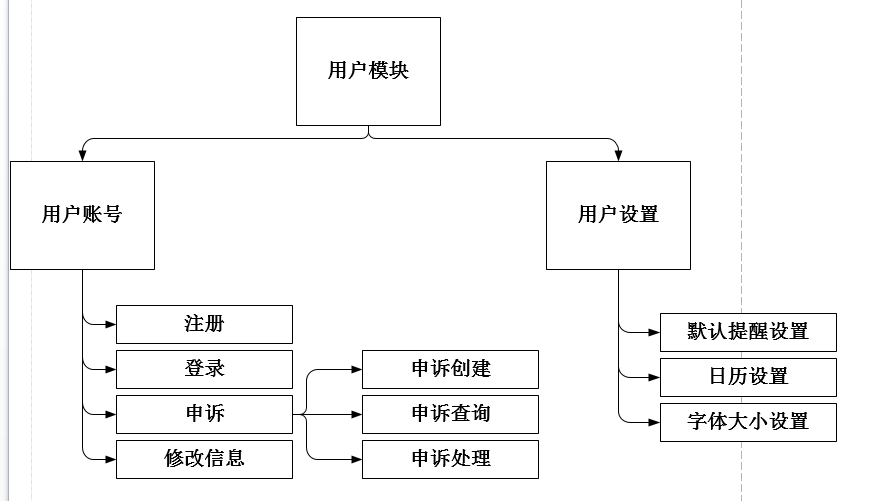 用户模块
用户账号
用户设置
注册
登录
申诉
修改信息
申诉创建
申诉查询
申诉处理
默认提醒设置
日历设置
字体大小设置